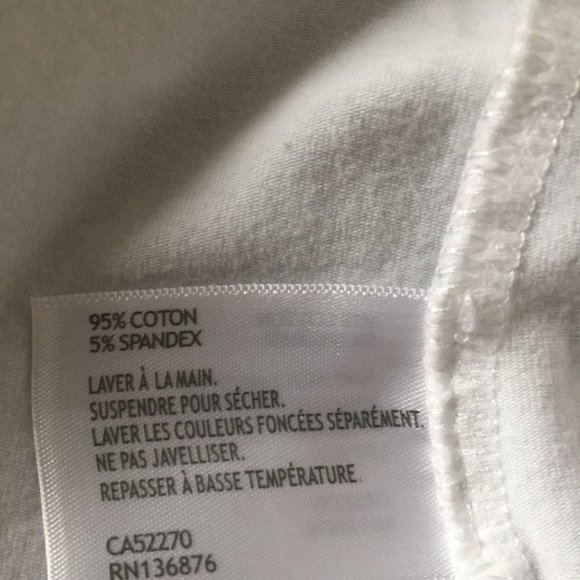 95% COTON
5% SPANDEX
LAVER À LA MAIN.
SUSPENDRE POUR SÉCHER.
LAVER LES COULEURS FONCÉES SÉPARÉMENT.
NE PAS JAVELLISER.
REPASSER À BASSE TEMPÉRATURE.
CA52270
RN136876